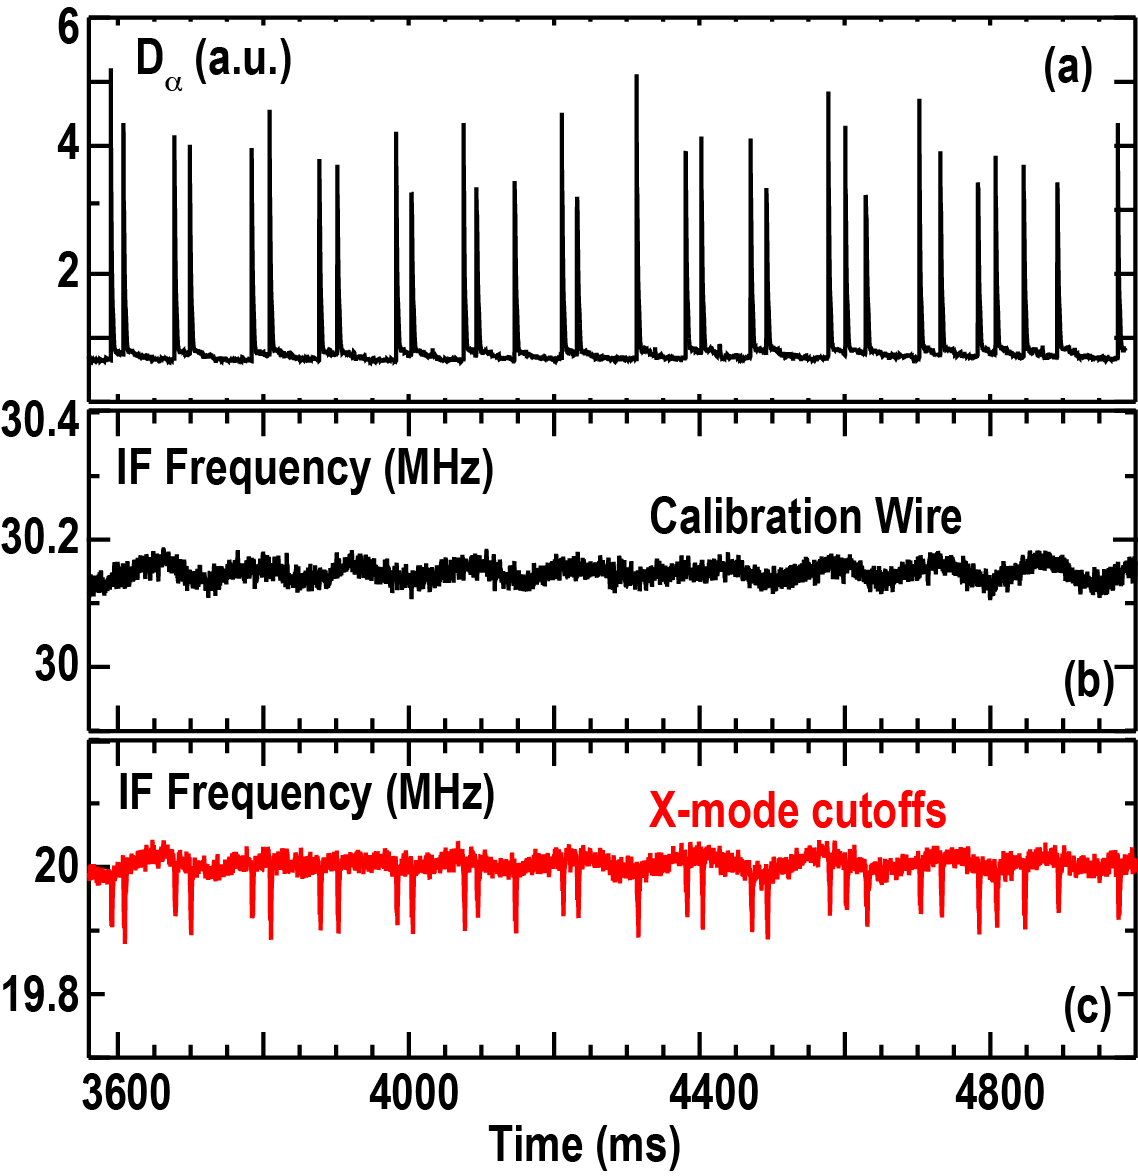 6
Dα (a.u.)
(a)
4
2
30.4
IF Frequency (MHz)
Calibration Wire
30.2
30
(b)
IF Frequency (MHz)
X-mode cutoffs
20
19.8
(c)
3600 4000 4400 4800
Time (ms)